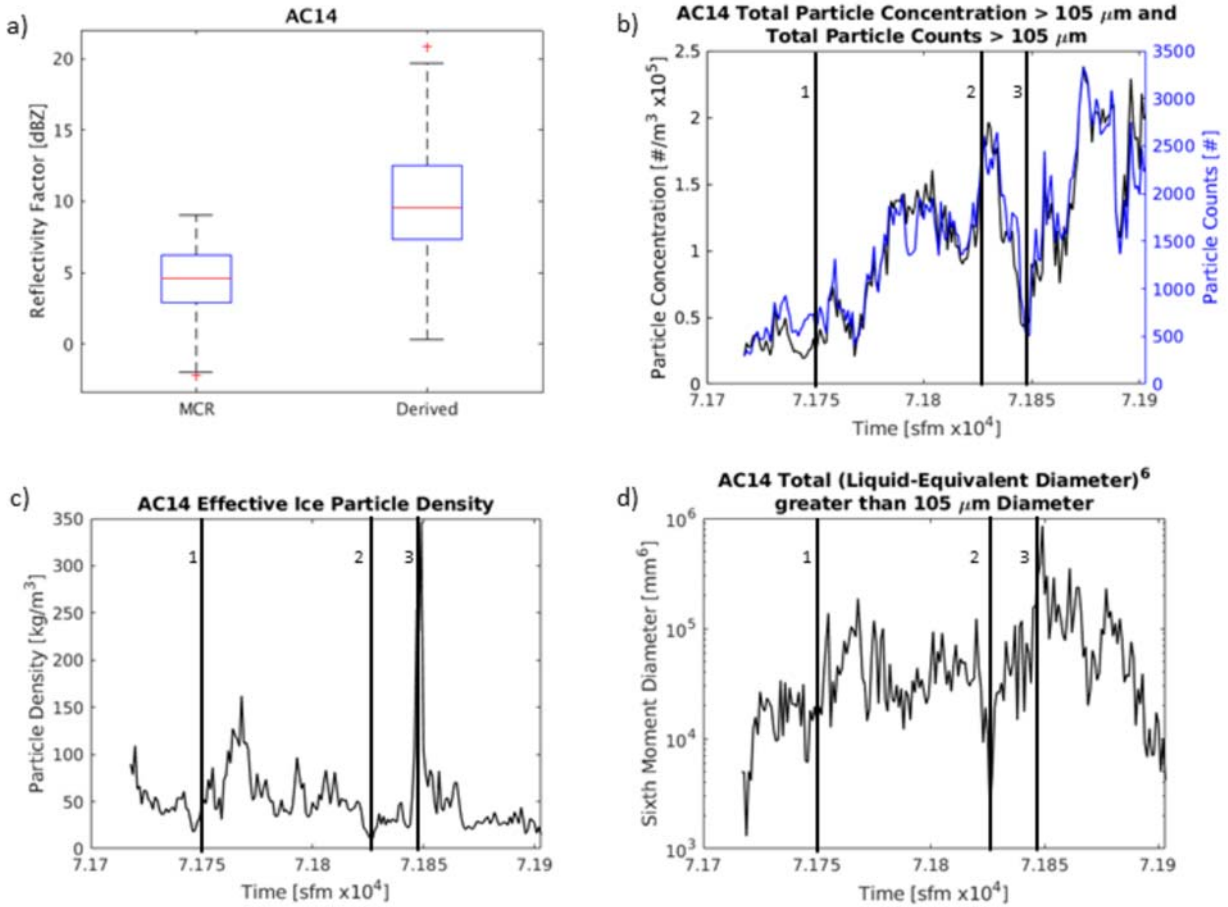 a)
AC14
Reflectivity Factor [dBZ]
20
15
10
5
0
MCR
Derived
b)
AC14 Total Particle Concentration > 105 μm and
Total Particle Counts > 105 μm
Particle Concentration [#/m³ x10⁵]
2.5
2
1.5
1
0.5
0
1
2
3
3500
3000
2500
2000
1500
1000
500
0
Particle Counts [#]
7.17
7.175
7.18
7.185
7.19
Time [sfm x10⁴]
c)
AC14 Effective Ice Particle Density
Particle Density [kg/m³]
350
300
250
200
150
100
50
0
1
2
3
7.17
7.175
7.18
7.185
7.19
Time [sfm x10⁴]
d)
AC14 Total (Liquid-Equivalent Diameter)⁶
greater than 105 μm Diameter
Sixth Moment Diameter [mm⁶]
10⁶
10⁵
10⁴
10³
1
2
3
7.17
7.175
7.18
7.185
7.19
Time [sfm x10⁴]